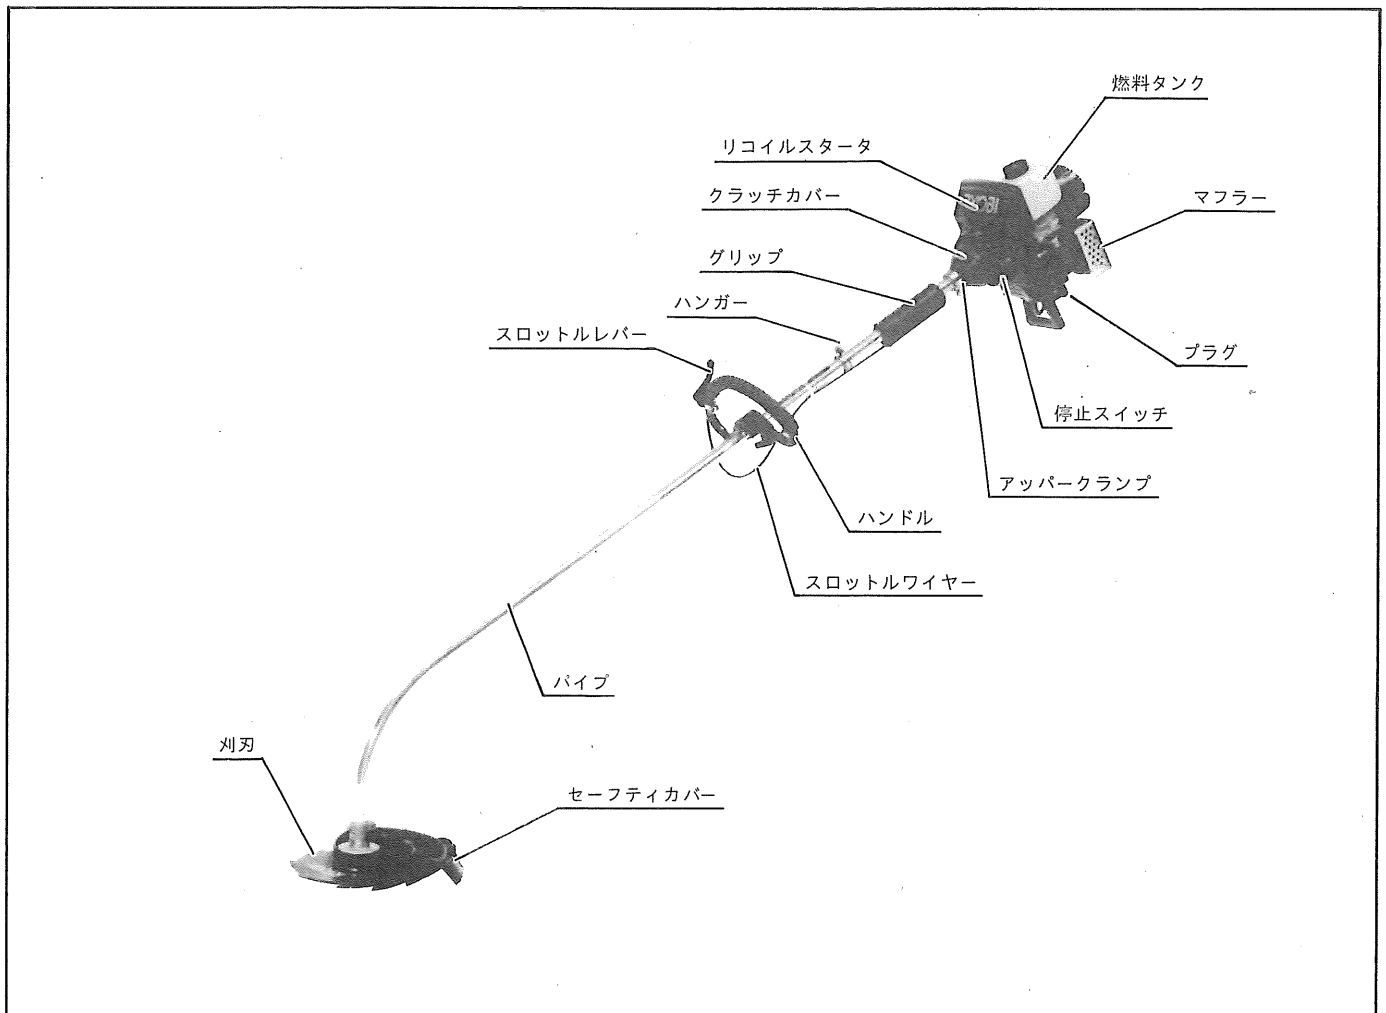 燃料タンク
リコイルスタータ
クラッチカバー
マフラー
グリップ
ハンガー
スロットルレバー
プラグ
停止スイッチ
アッパークランプ
ハンドル
スロットルワイヤー
パイプ
刈刃
セーフティカバー